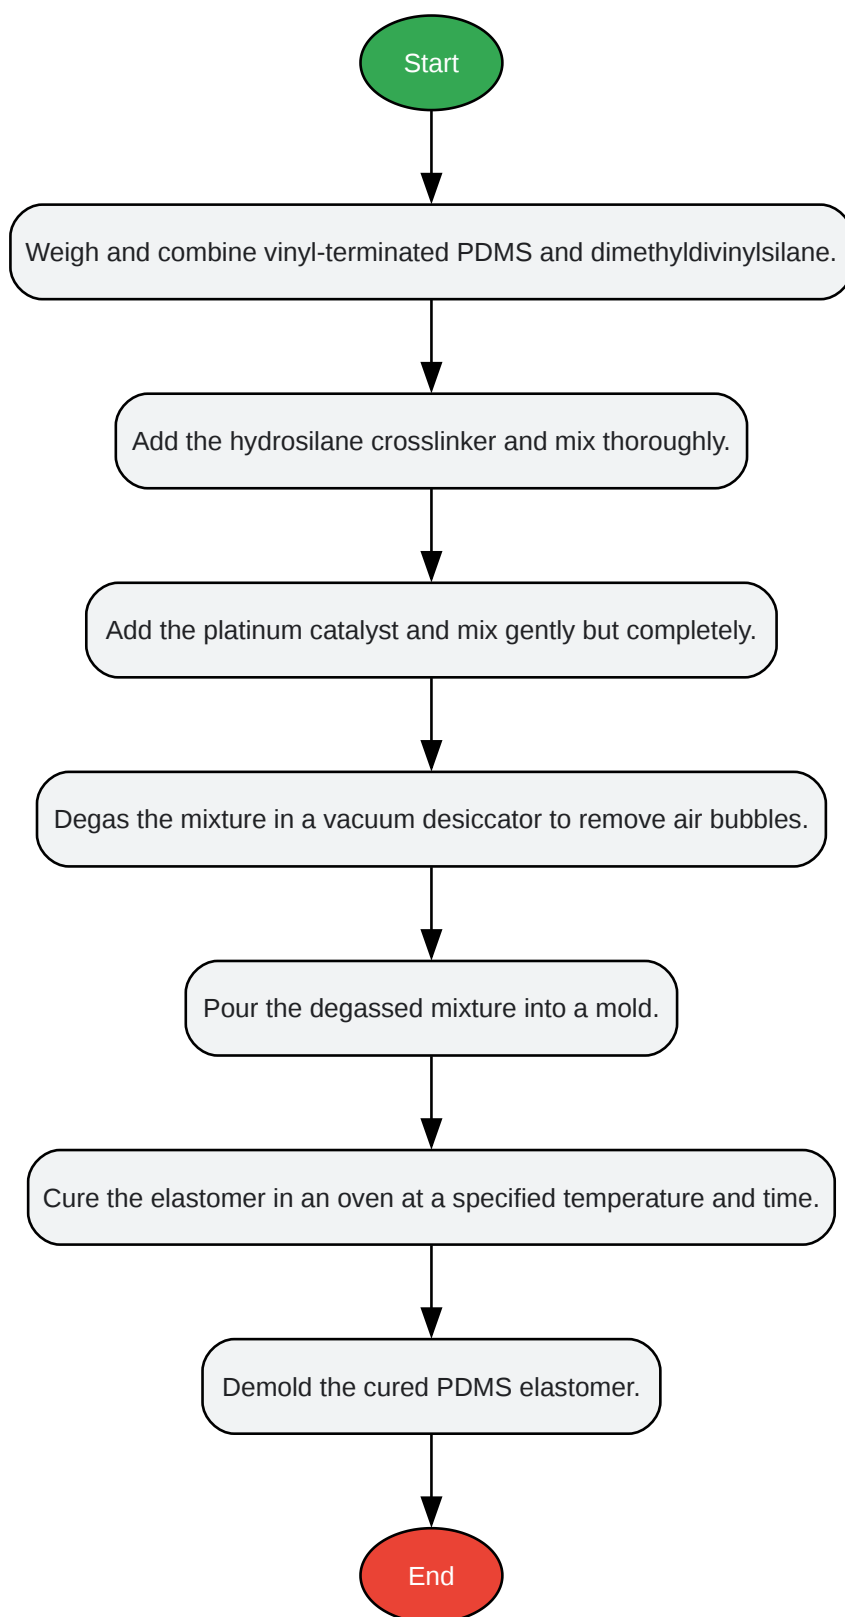 Start
Weigh and combine vinyl-terminated PDMS and dimethyldivinylsilane.
Add the hydrosilane crosslinker and mix thoroughly.
Add the platinum catalyst and mix gently but completely.
Degas the mixture in a vacuum desiccator to remove air bubbles.
Pour the degassed mixture into a mold.
Cure the elastomer in an oven at a specified temperature and time.
Demold the cured PDMS elastomer.
End